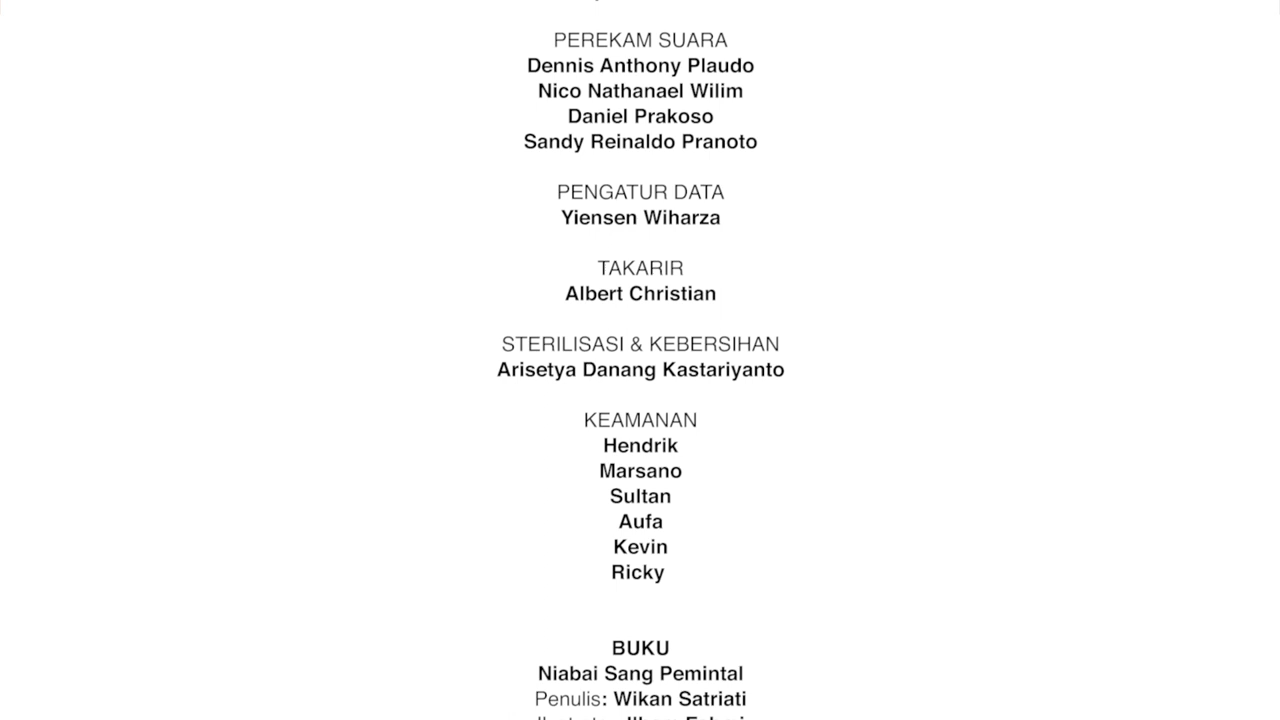 PEREKAM SUARA
Dennis Anthony Plaudo
Nico Nathanael Wilim
Daniel Prakoso
Sandy Reinaldo Pranoto
PENGATUR DATA
Yiensen Wiharza
TAKARIR
Albert Christian
STERILISASI & KEBERSIHAN
Arisetya Danang Kastariyanto
KEAMANAN
Hendrik
Marsano
Sultan
Aufa
Kevin
Ricky
BUKU
Niabai Sang Pemintal
Penulis: Wikan Satriati